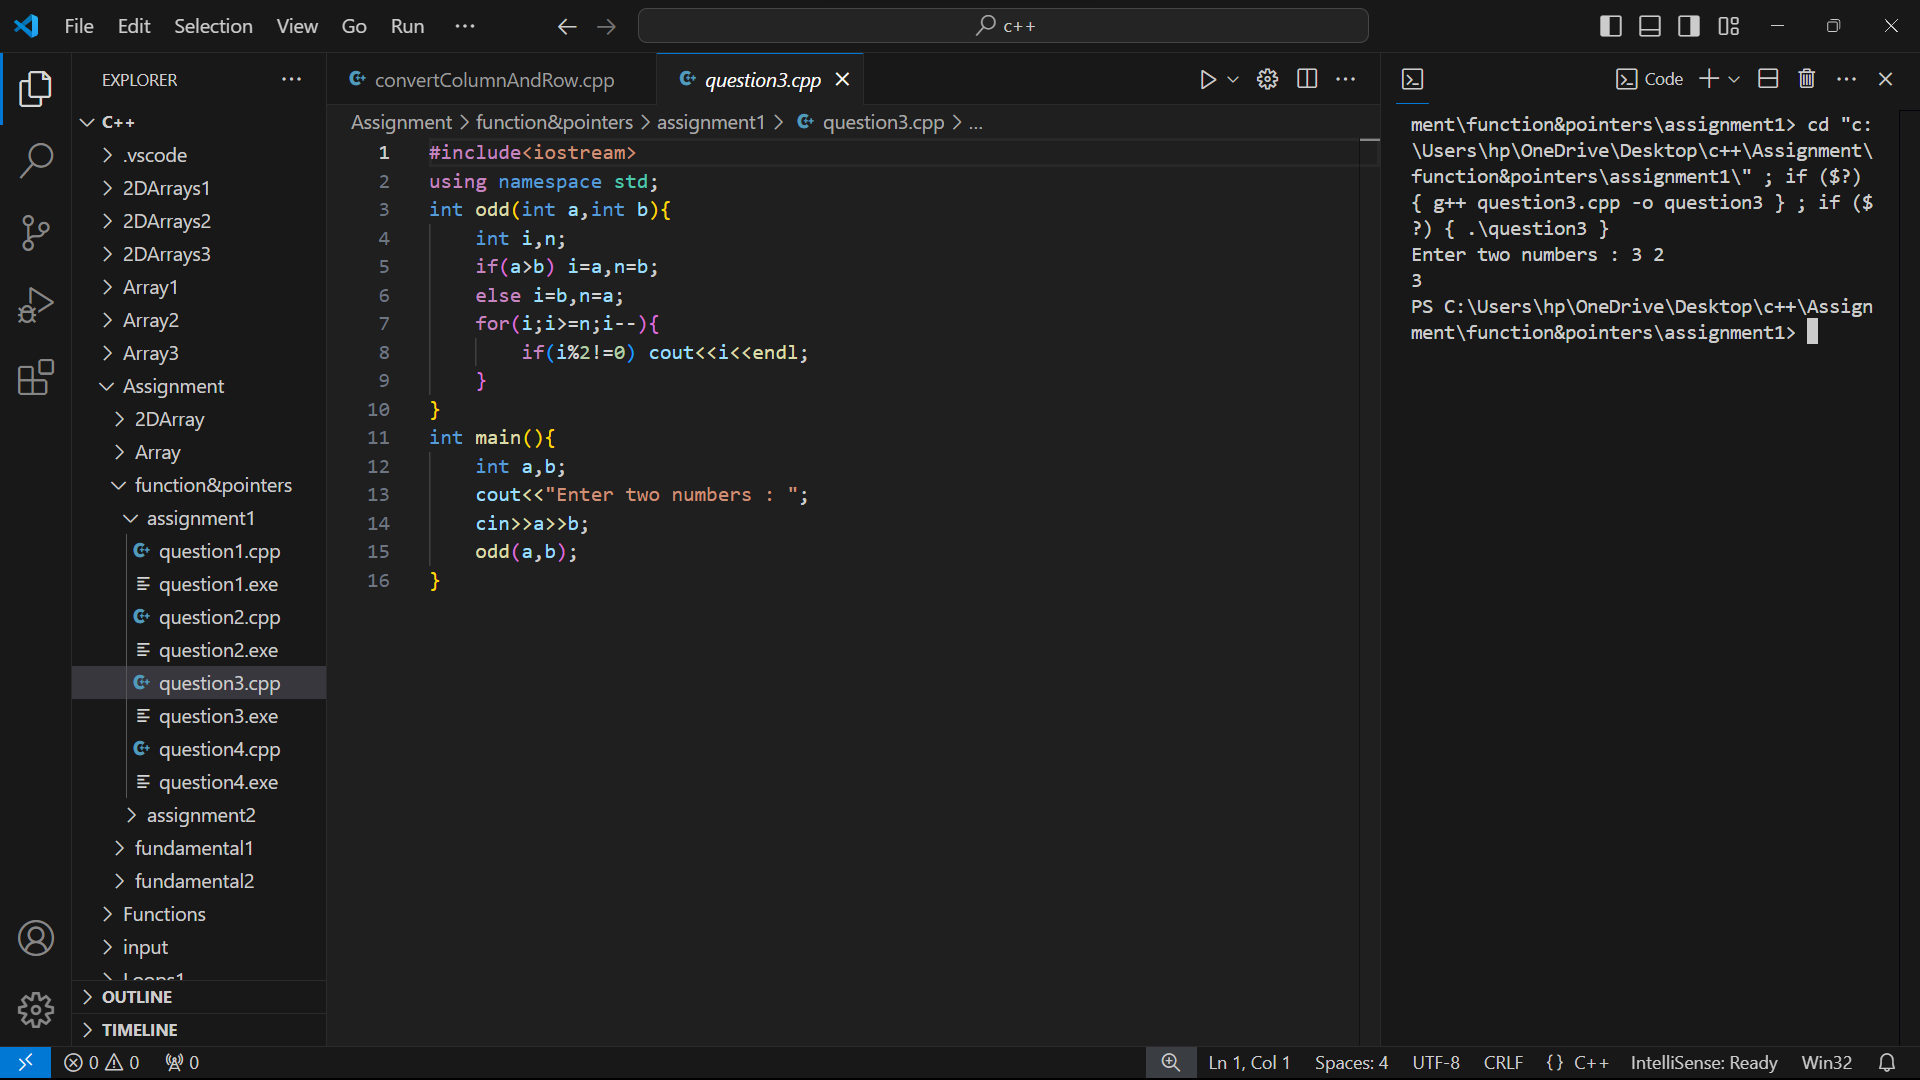 File Edit Selection View Go Run ···
c++
EXPLORER ···
C++
.vscode
2DArrays1
2DArrays2
2DArrays3
Array1
Array2
Array3
Assignment
2DArray
Array
function&pointers
assignment1
question1.cpp
question1.exe
question2.cpp
question2.exe
question3.cpp
question3.exe
question4.cpp
question4.exe
assignment2
fundamental1
fundamental2
Functions
input
Loops1
OUTLINE
TIMELINE
convertColumnAndRow.cpp question3.cpp
Assignment > function&pointers > assignment1 > question3.cpp > ...
1 #include<iostream>
2 using namespace std;
3 int odd(int a,int b){
4 int i,n;
5 if(a>b) i=a,n=b;
6 else i=b,n=a;
7 for(i;i>=n;i--){
8 if(i%2!=0) cout<<i<<endl;
9 }
10 }
11 int main(){
12 int a,b;
13 cout<<"Enter two numbers : ";
14 cin>>a>>b;
15 odd(a,b);
16 }
Code
ment\function&pointers\assignment1> cd "c:
\Users\hp\OneDrive\Desktop\c++\Assignment\
function&pointers\assignment1\" ; if ($?)
{ g++ question3.cpp -o question3 } ; if ($
?) { .\question3 }
Enter two numbers : 3 2
3
PS C:\Users\hp\OneDrive\Desktop\c++\Assign
ment\function&pointers\assignment1>
0 0 0 Ln 1, Col 1 Spaces: 4 UTF-8 CRLF {} C++ IntelliSense: Ready Win32